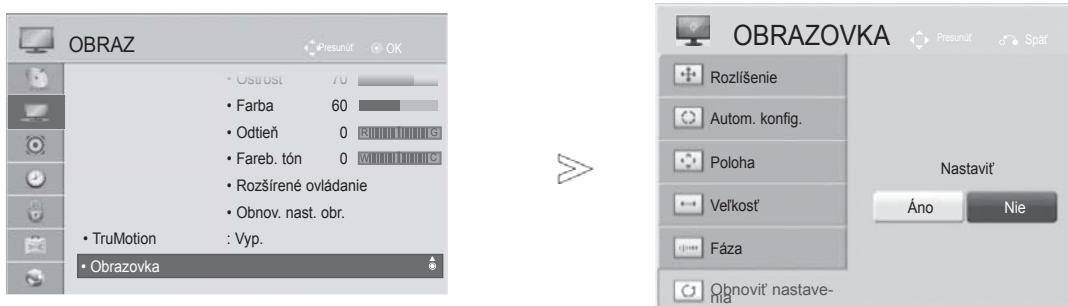 OBRAZ
Presunúť
OK
• Ostrosť 70
• Farba 60
• Odtieň 0 R G
• Fareb. tón 0 W C
• Rozšírené ovládanie
• Obnov. nast. obr.
• TruMotion : Vyp.
• Obrazovka
OBRAZOVKA
Presunúť
Späť
Rozlíšenie
Autom. konfig.
Poloha
Veľkosť
Fáza
Obnoviť nastave-
nia
Nastaviť
Áno
Nie